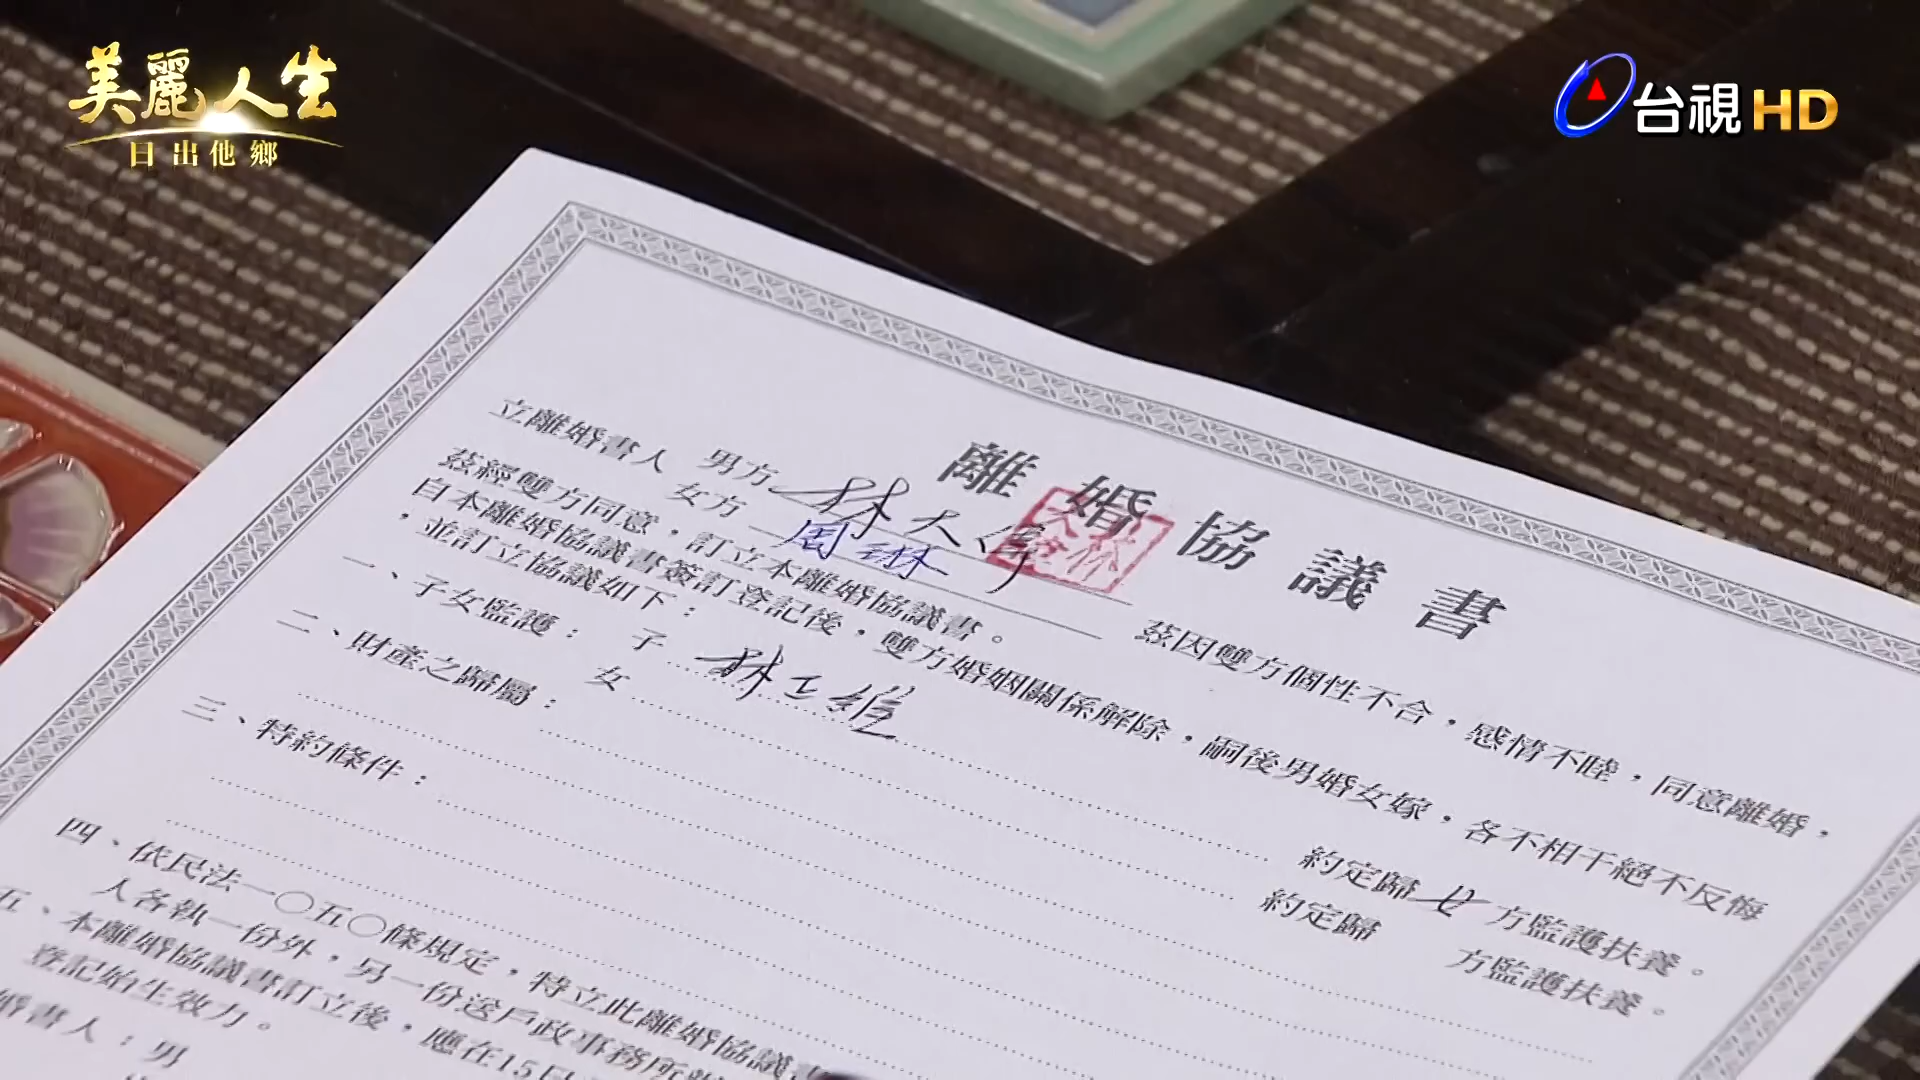 美麗人生
日出他鄉
台視HD
離婚協議書
立離婚書人 男方 林大
女方 周琳
茲因雙方個性不合，感情不睦，同意離婚，
茲經雙方同意，訂立本離婚協議書。
自本離婚協議書簽訂登記後，雙方婚姻關係解除，嗣後男婚女嫁，各不相干絕不反悔
，並訂立協議如下：
一、子女監護： 子 林 維 約定歸 女 方監護扶養。
女 約定歸 方監護扶養。
二、財產之歸屬：
三、特約條件：
四、依民法一〇五〇條規定，特立此離婚協議書
人各執一份外，另一份送戶政事務所
五、本離婚協議書訂立後，應在15日
登記始生效力。
婚書人：男